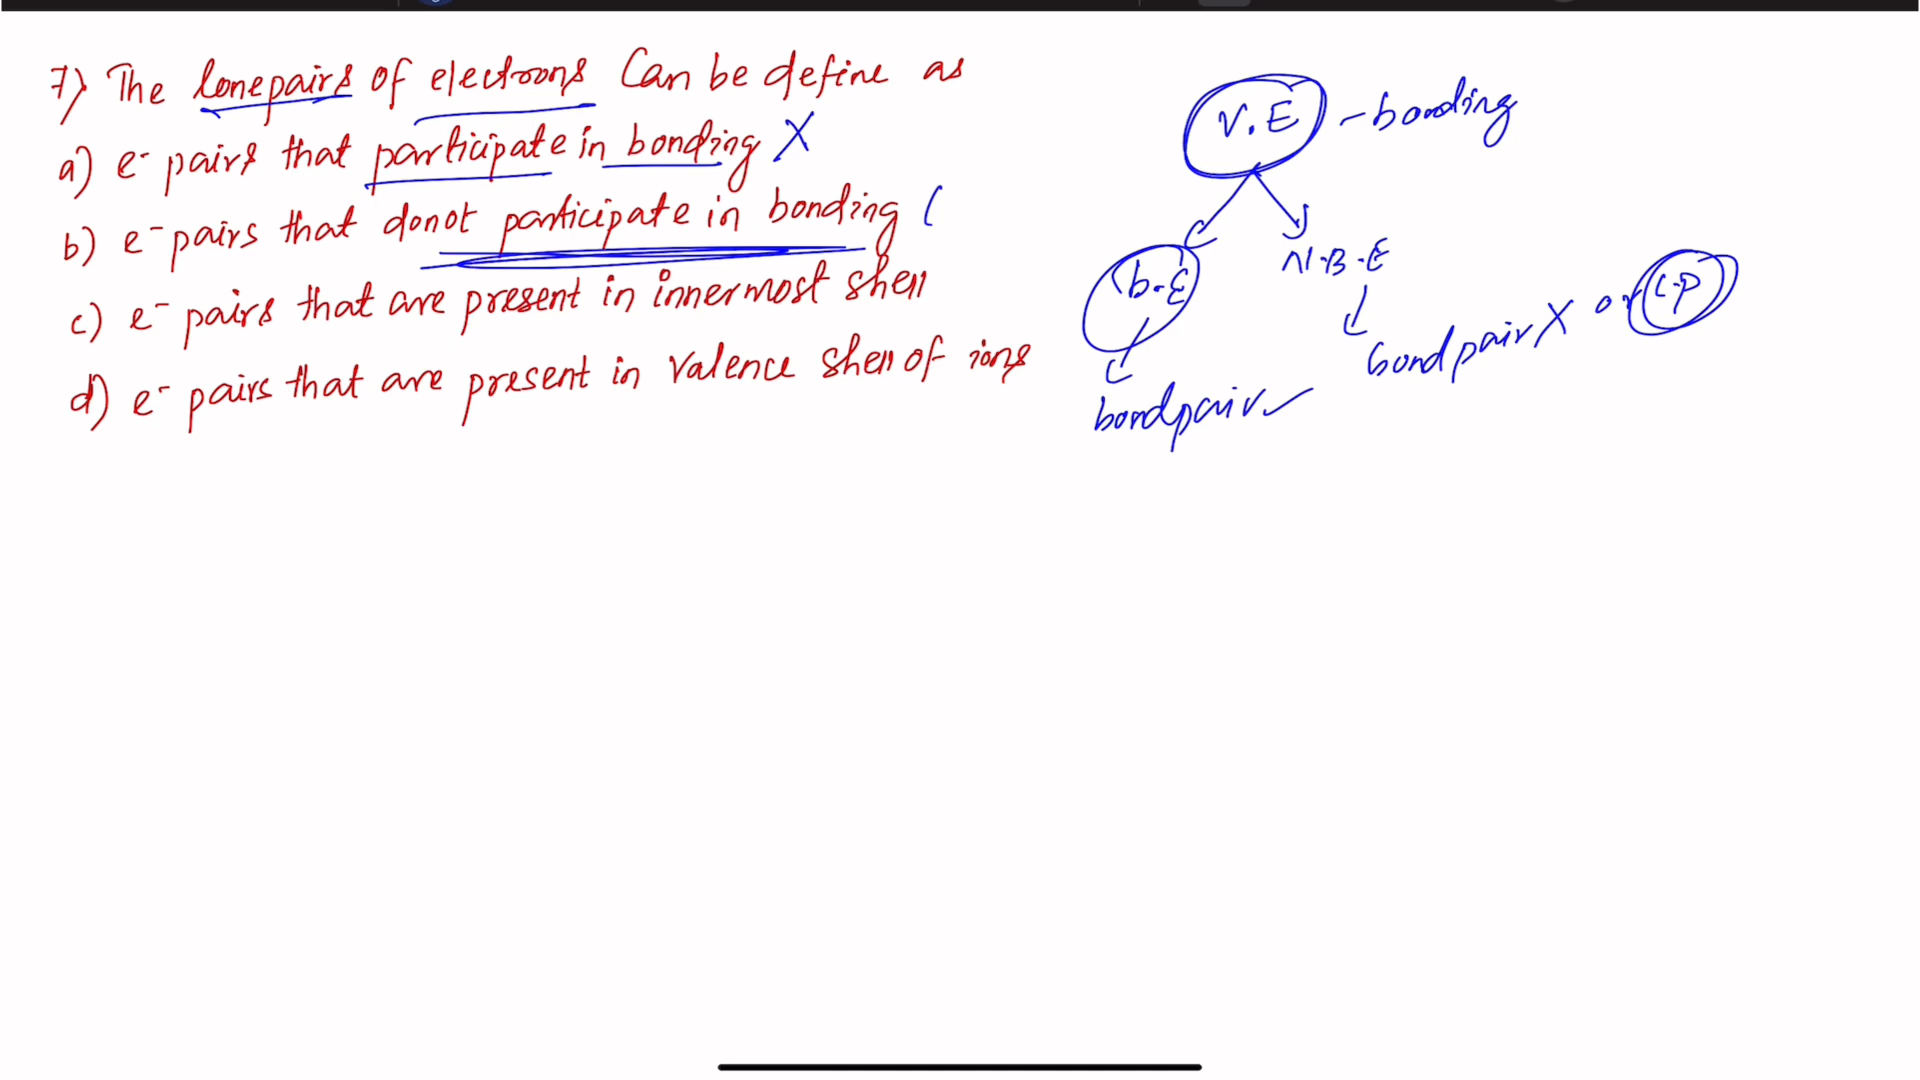 7) The lonepairs of electrons Can be define as
a) e⁻ pairs that participate in bonding X
b) e⁻ pairs that donot participate in bonding (
c) e⁻ pairs that are present in innermost shell
d) e⁻ pairs that are present in valence shell of ions
V.E - bonding
b.E
N.B.E
bond pair ✓
bond pair X or L.P